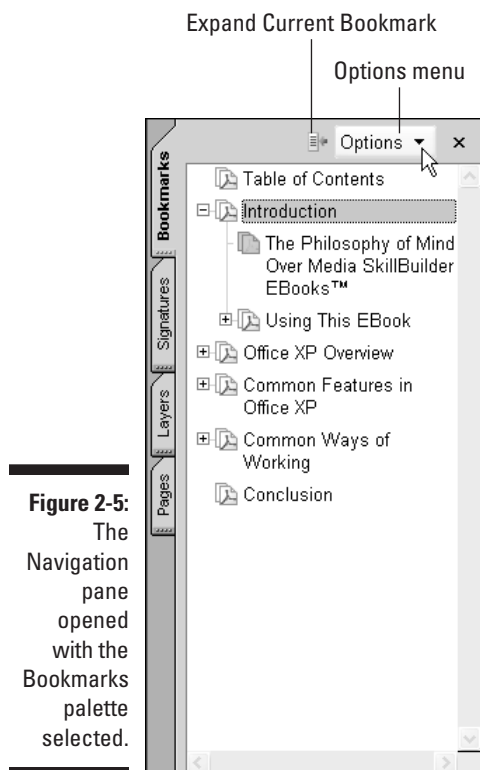 Expand Current Bookmark
Options menu
Options
Bookmarks
Signatures
Layers
Pages
Table of Contents
Introduction
The Philosophy of Mind
Over Media SkillBuilder
EBooks™
Using This EBook
Office XP Overview
Common Features in
Office XP
Common Ways of
Working
Conclusion
Figure 2-5:
The
Navigation
pane
opened
with the
Bookmarks
palette
selected.